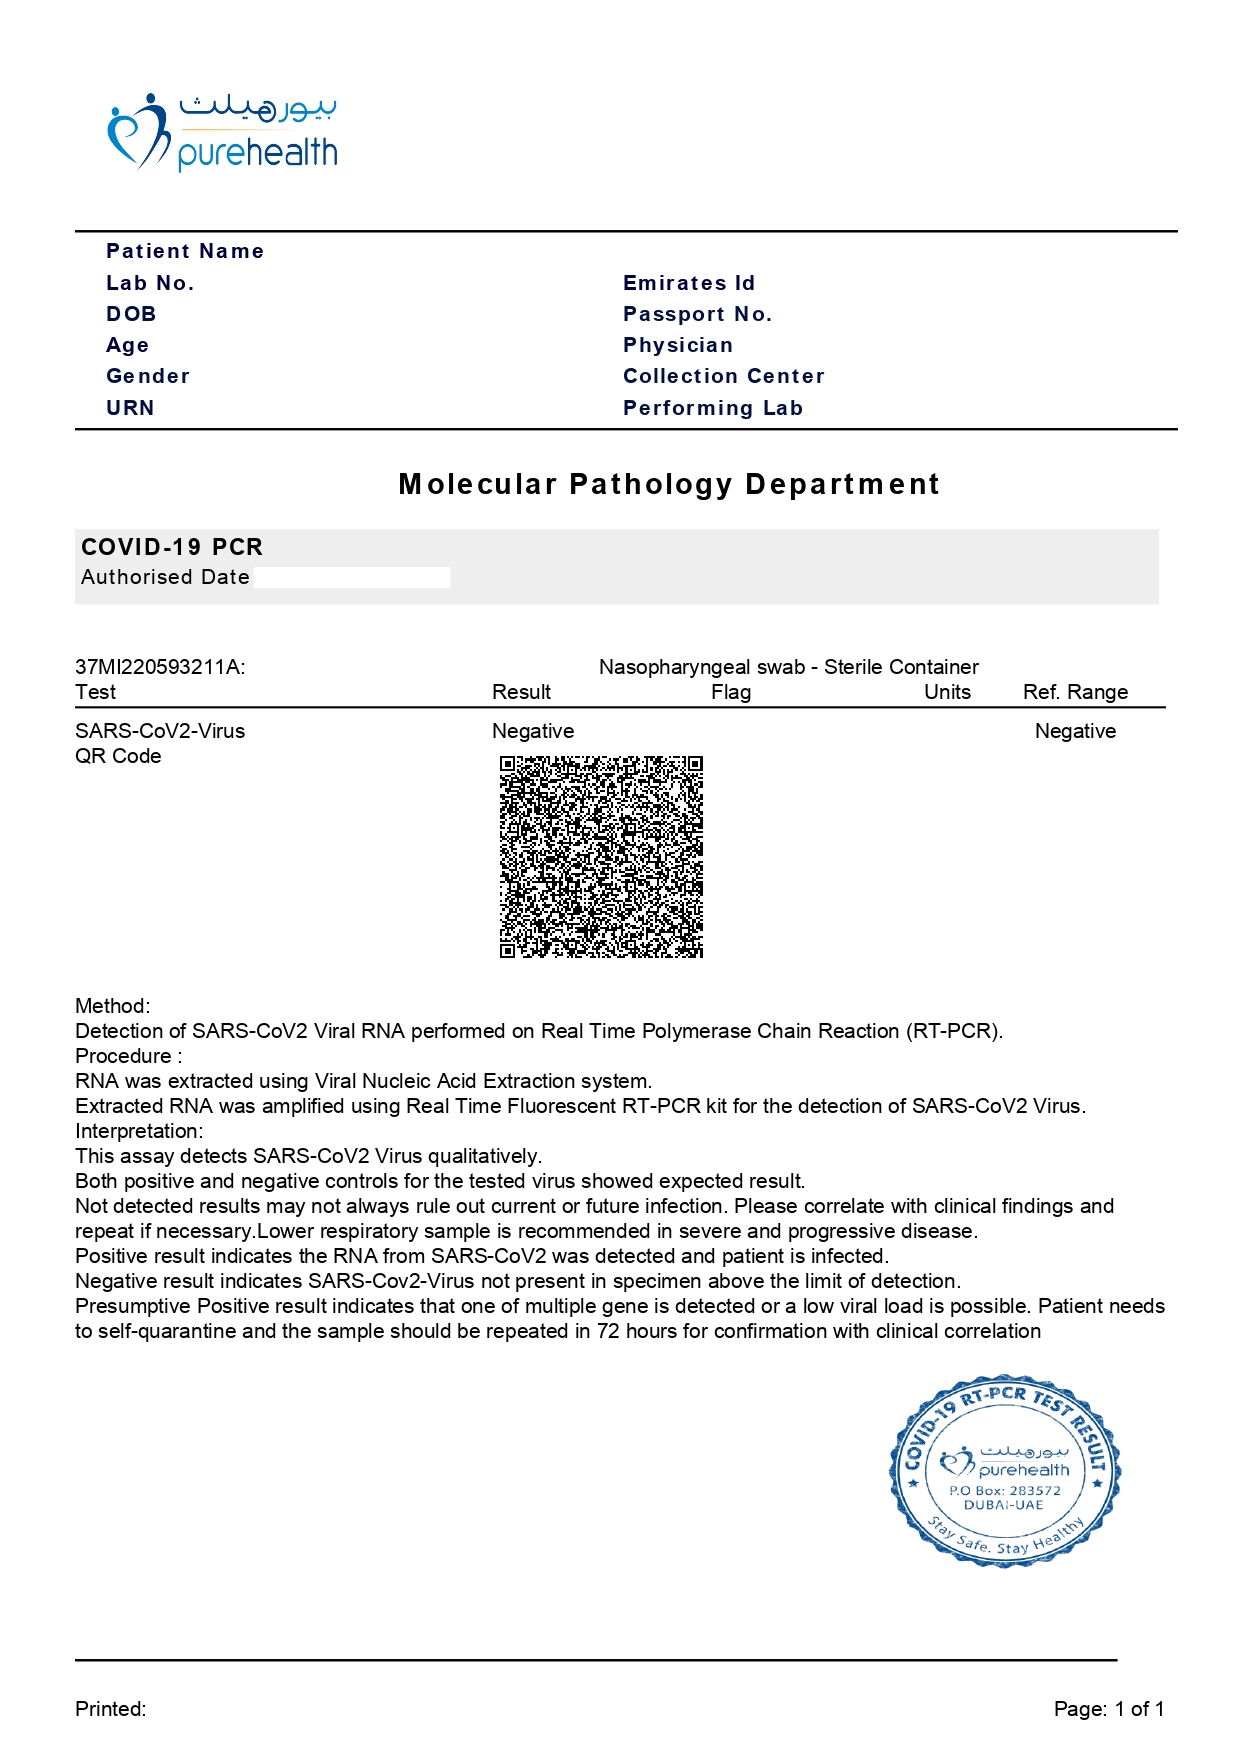 بيورهيلث
purehealth
Patient Name
Lab No.
Emirates Id
DOB
Passport No.
Age
Physician
Gender
Collection Center
URN
Performing Lab
Molecular Pathology Department
COVID-19 PCR
Authorised Date
37MI220593211A: Nasopharyngeal swab - Sterile Container
Test Result Flag Units Ref. Range
SARS-CoV2-Virus Negative Negative
QR Code
Method:
Detection of SARS-CoV2 Viral RNA performed on Real Time Polymerase Chain Reaction (RT-PCR).
Procedure :
RNA was extracted using Viral Nucleic Acid Extraction system.
Extracted RNA was amplified using Real Time Fluorescent RT-PCR kit for the detection of SARS-CoV2 Virus.
Interpretation:
This assay detects SARS-CoV2 Virus qualitatively.
Both positive and negative controls for the tested virus showed expected result.
Not detected results may not always rule out current or future infection. Please correlate with clinical findings and
repeat if necessary.Lower respiratory sample is recommended in severe and progressive disease.
Positive result indicates the RNA from SARS-CoV2 was detected and patient is infected.
Negative result indicates SARS-Cov2-Virus not present in specimen above the limit of detection.
Presumptive Positive result indicates that one of multiple gene is detected or a low viral load is possible. Patient needs
to self-quarantine and the sample should be repeated in 72 hours for confirmation with clinical correlation
COVID-19 RT-PCR TEST RESULT
بيورهيلث
purehealth
P.O Box: 283572
DUBAI-UAE
Stay Safe. Stay Healthy
Printed:
Page: 1 of 1